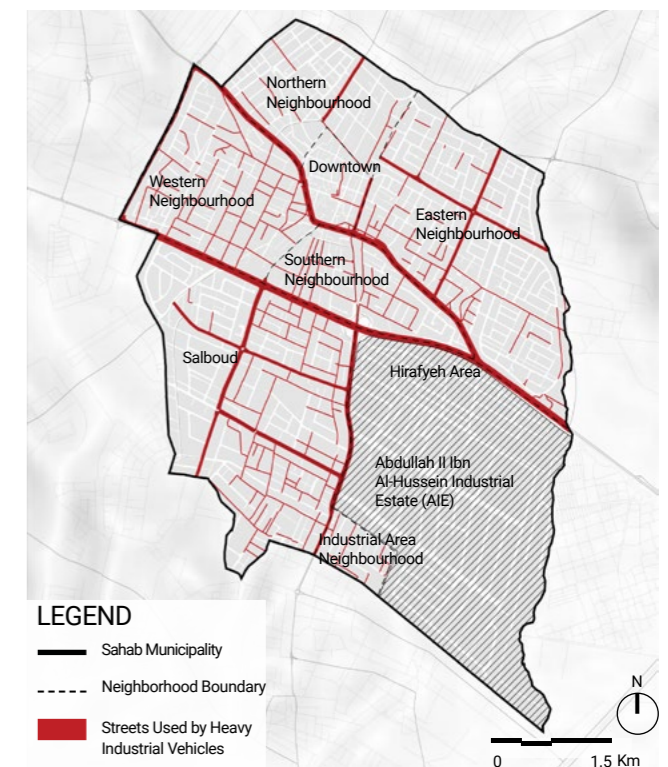 Northern
Neighbourhood
Downtown
Western
Neighbourhood
Eastern
Neighbourhood
Southern
Neighbourhood
Salboud
Hirafyeh Area
Abdullah II Ibn
Al-Hussein Industrial
Estate (AIE)
Industrial Area
Neighbourhood
LEGEND
Sahab Municipality
Neighborhood Boundary
Streets Used by Heavy
Industrial Vehicles
N
0 1.5 Km